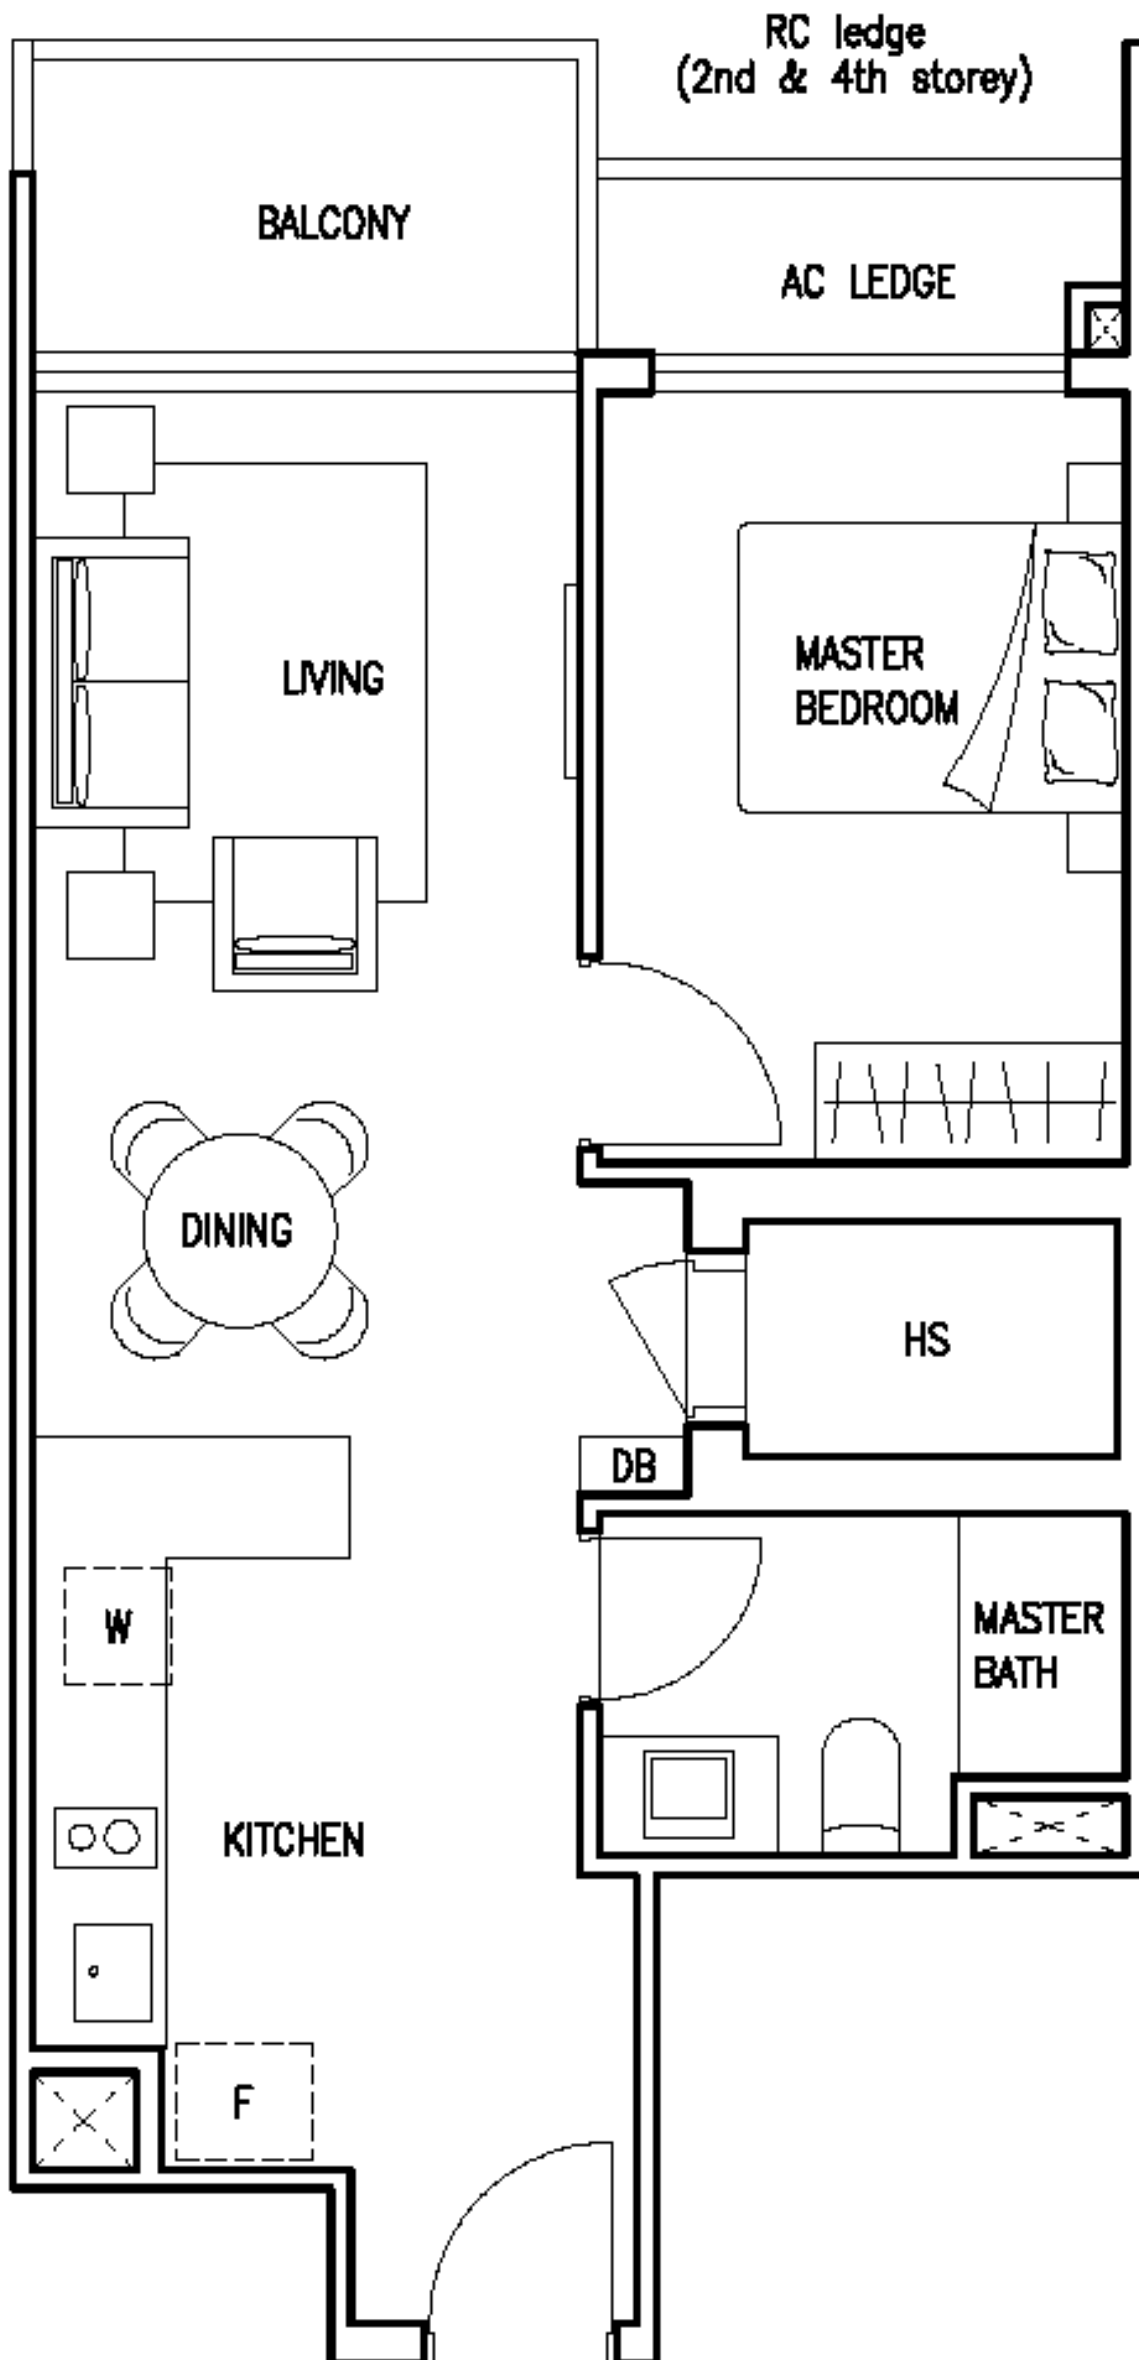 RC ledge
(2nd & 4th storey)
BALCONY
AC LEDGE
LIVING
MASTER
BEDROOM
DINING
HS
DB
W
MASTER
BATH
KITCHEN
F